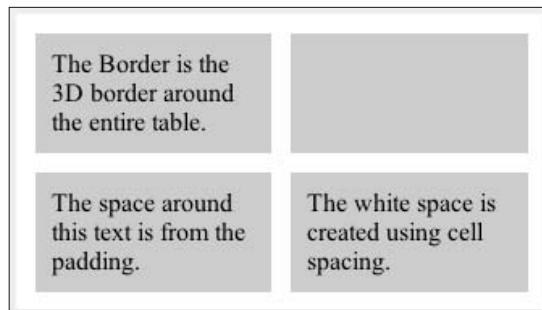 The Border is the
3D border around
the entire table.
The space around
this text is from the
padding.
The white space is
created using cell
spacing.